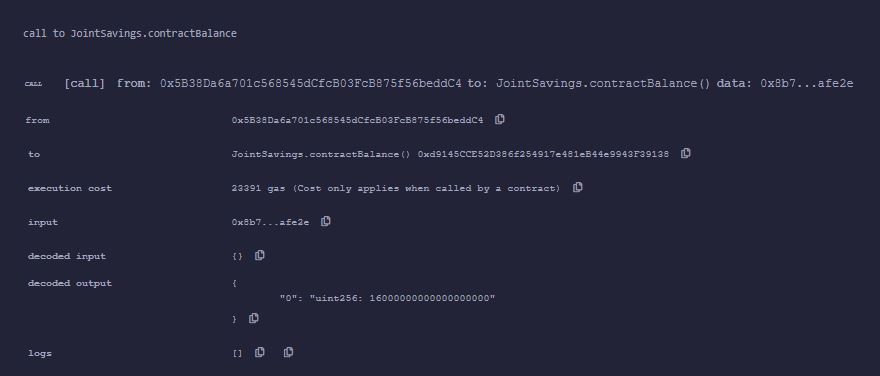 call to JointSavings.contractBalance
CALL [call] from: 0x5B38Da6a701c568545dCfcB03FcB875f56beddC4 to: JointSavings.contractBalance() data: 0x8b7...afe2e
from 0x5B38Da6a701c568545dCfcB03FcB875f56beddC4
to JointSavings.contractBalance() 0xd9145CCE52D386f254917e481eB44e9943F39138
execution cost 23391 gas (Cost only applies when called by a contract)
input 0x8b7...afe2e
decoded input {}
decoded output {
"0": "uint256: 16000000000000000000"
}
logs []